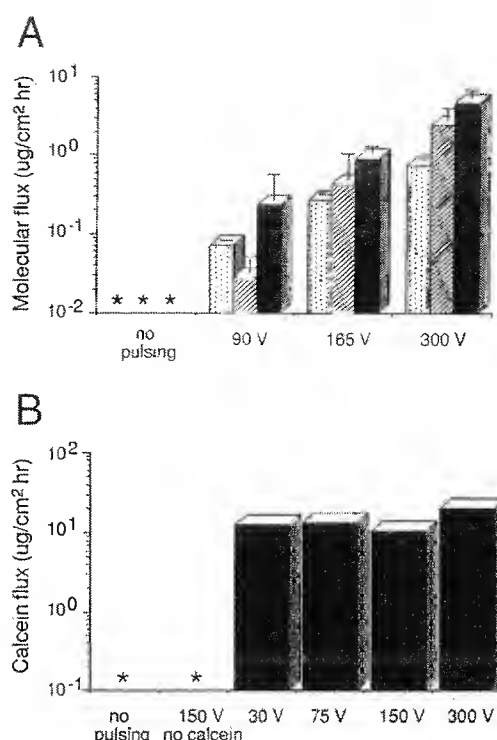 A
Molecular flux (ug/cm² hr)
10¹
10⁰
10⁻¹
10⁻²
* * *
no
pulsing
90 V
165 V
300 V
B
Calcein flux (ug/cm² hr)
10²
10¹
10⁰
10⁻¹
* *
no 150 V 30 V 75 V 150 V 300 V
pulsing no calcein